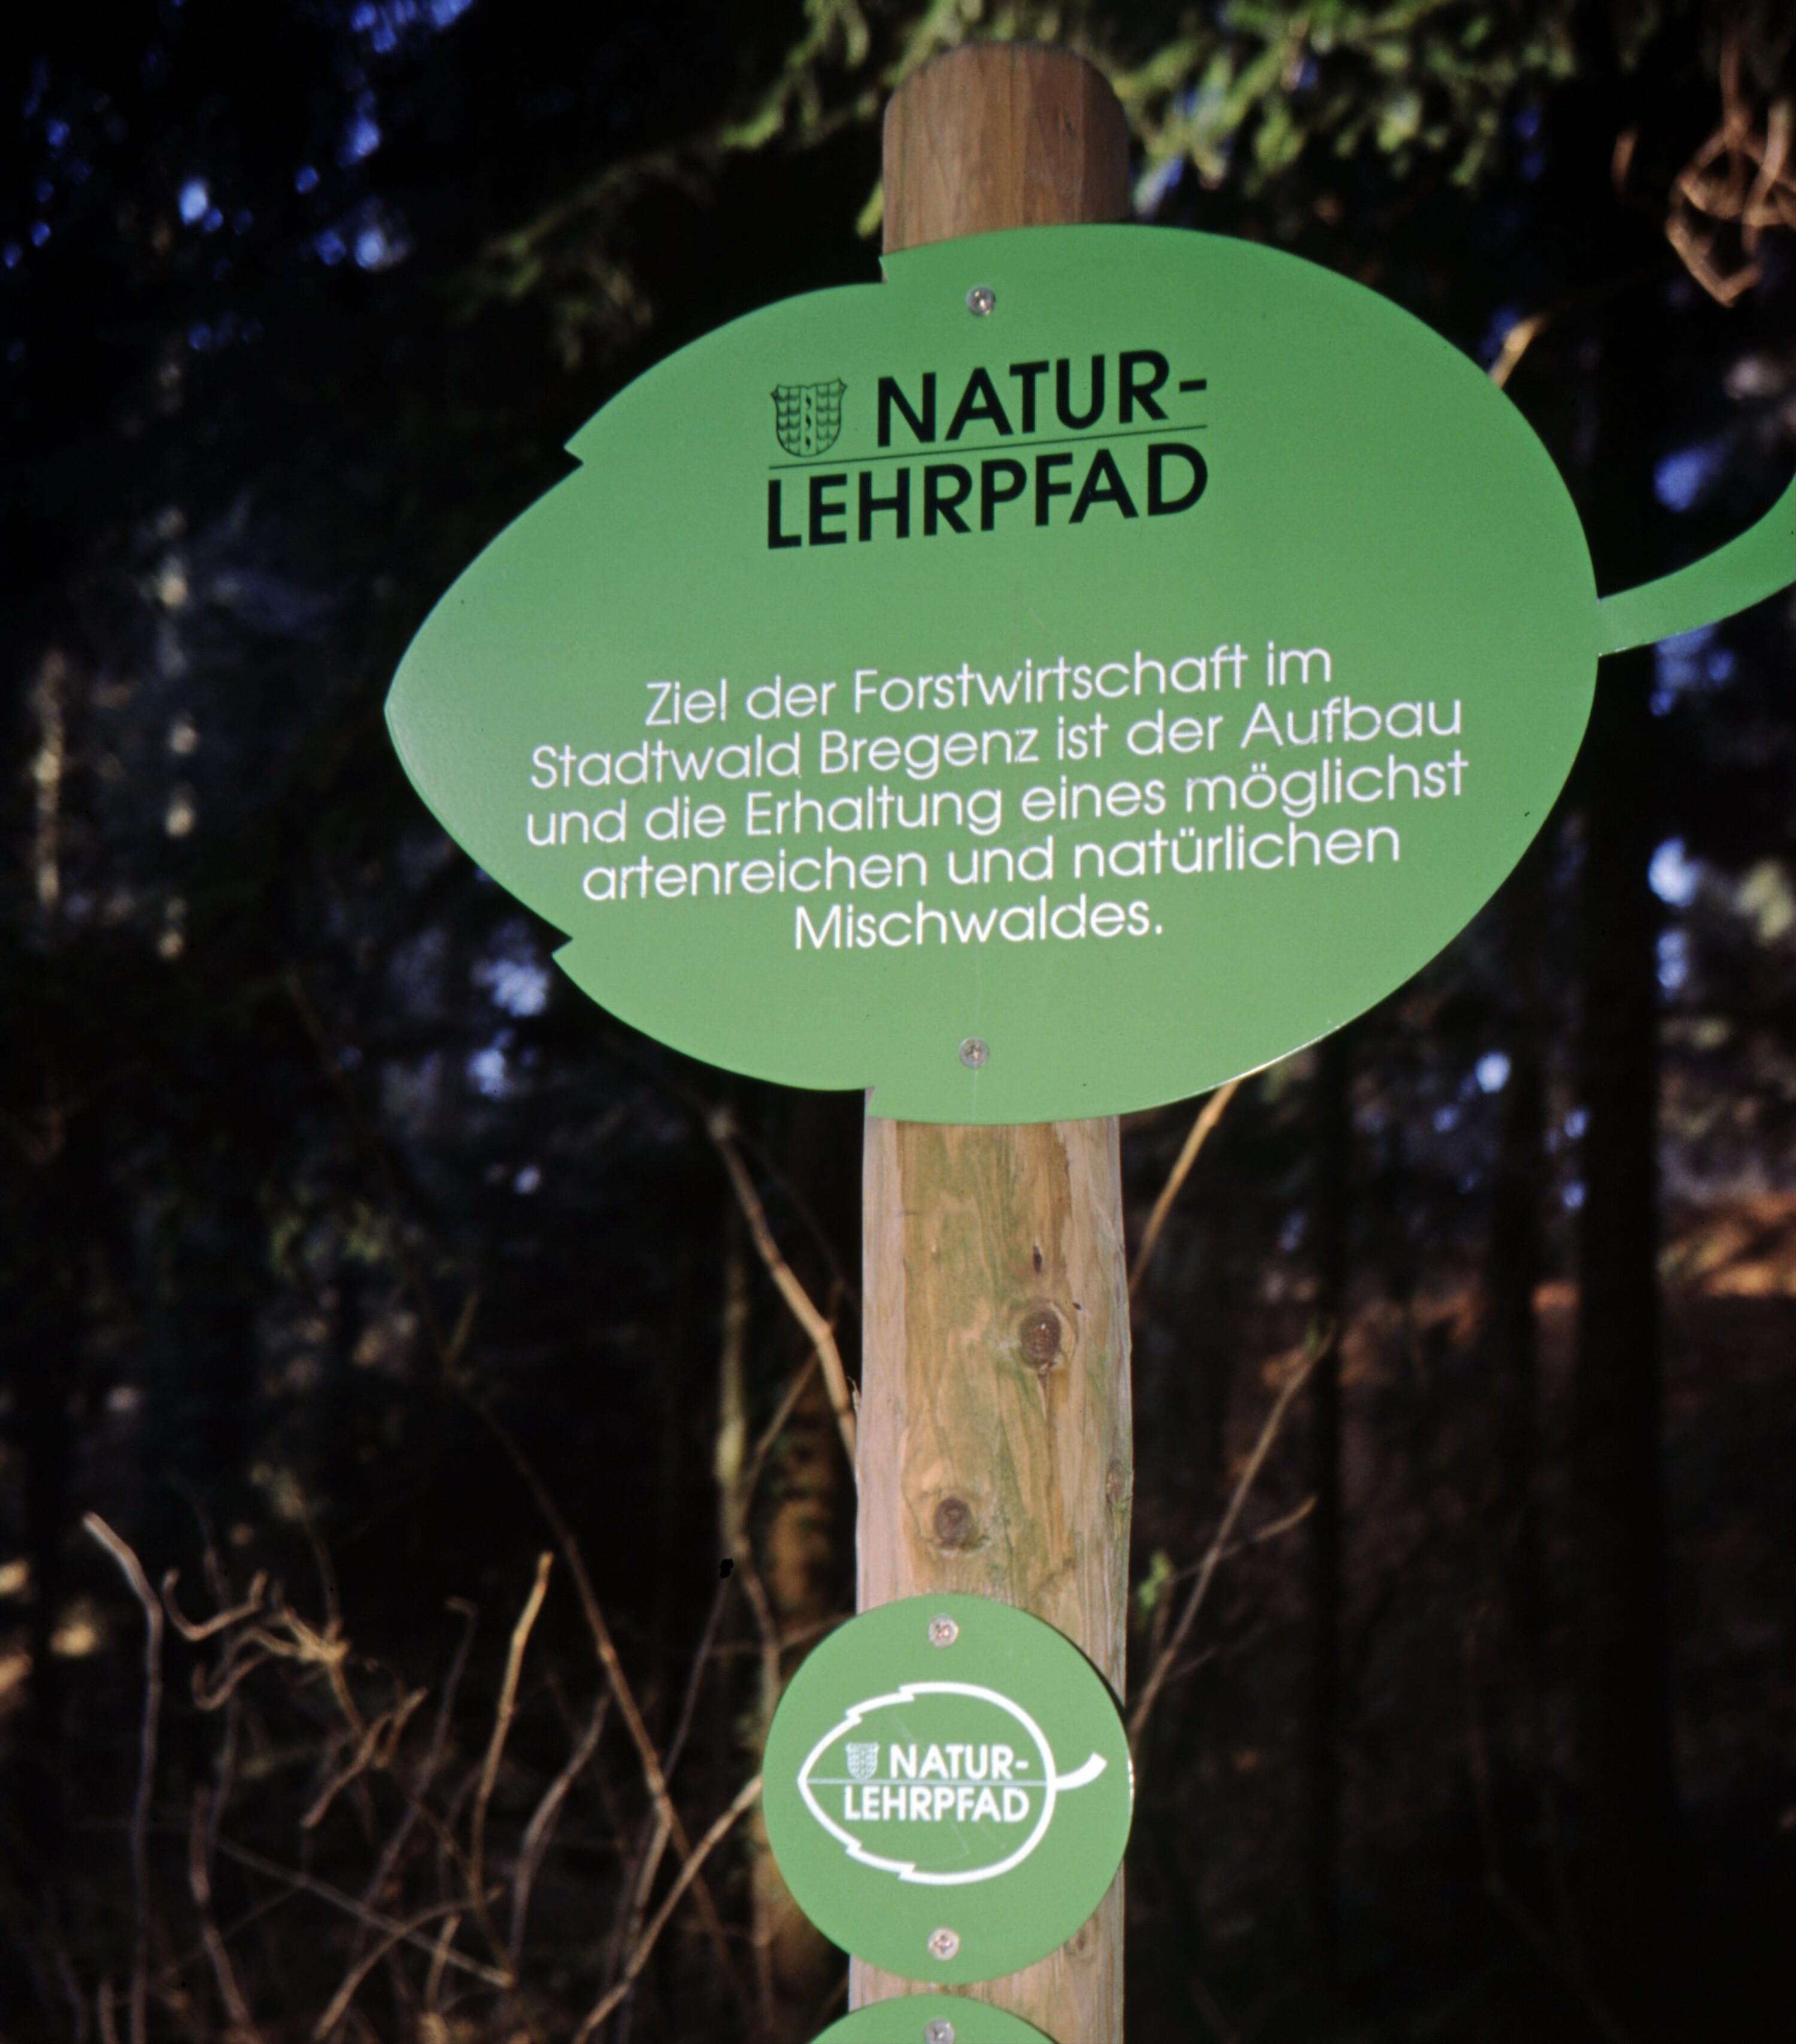 NATUR-
LEHRPFAD
Ziel der Forstwirtschaft im
Stadtwald Bregenz ist der Aufbau
und die Erhaltung eines möglichst
artenreichen und natürlichen
Mischwaldes.
NATUR-
LEHRPFAD